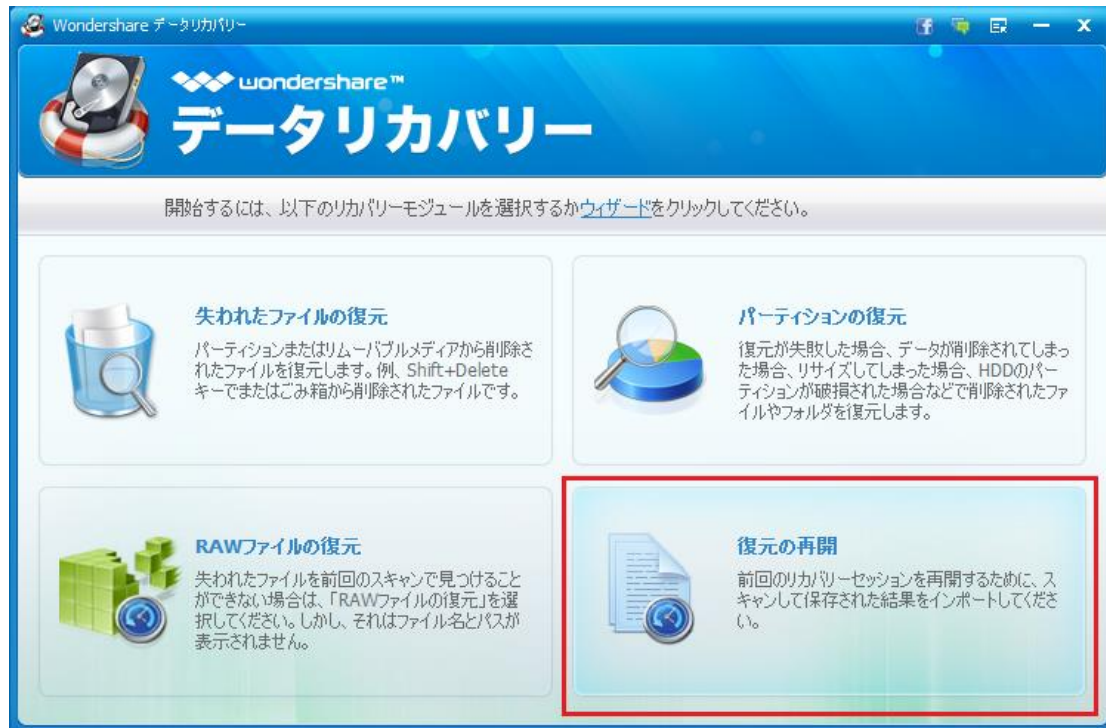 Wondershare データリカバリー
wondershare™
データリカバリー
開始するには、以下のリカバリーモジュールを選択するかウィザードをクリックしてください。
失われたファイルの復元
パーティションまたはリムーバブルメディアから削除さ
れたファイルを復元します。例、Shift+Delete
キーでまたはごみ箱から削除されたファイルです。
パーティションの復元
復元が失敗した場合、データが削除されてしまっ
た場合、リサイズしてしまった場合、HDDのパー
ティションが破損された場合などで削除されたファ
イルやフォルダを復元します。
RAWファイルの復元
失われたファイルを前回のスキャンで見つけること
ができない場合は、「RAWファイルの復元」を選
択してください。しかし、それはファイル名とパスが
表示されません。
復元の再開
前回のリカバリーセッションを再開するために、ス
キャンして保存された結果をインポートしてくださ
い。